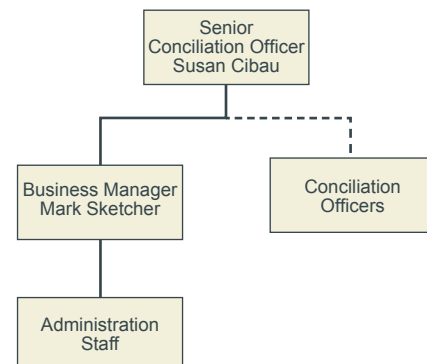 Senior
Conciliation Officer
Susan Cibau
Business Manager
Mark Sketcher
Conciliation
Officers
Administration
Staff